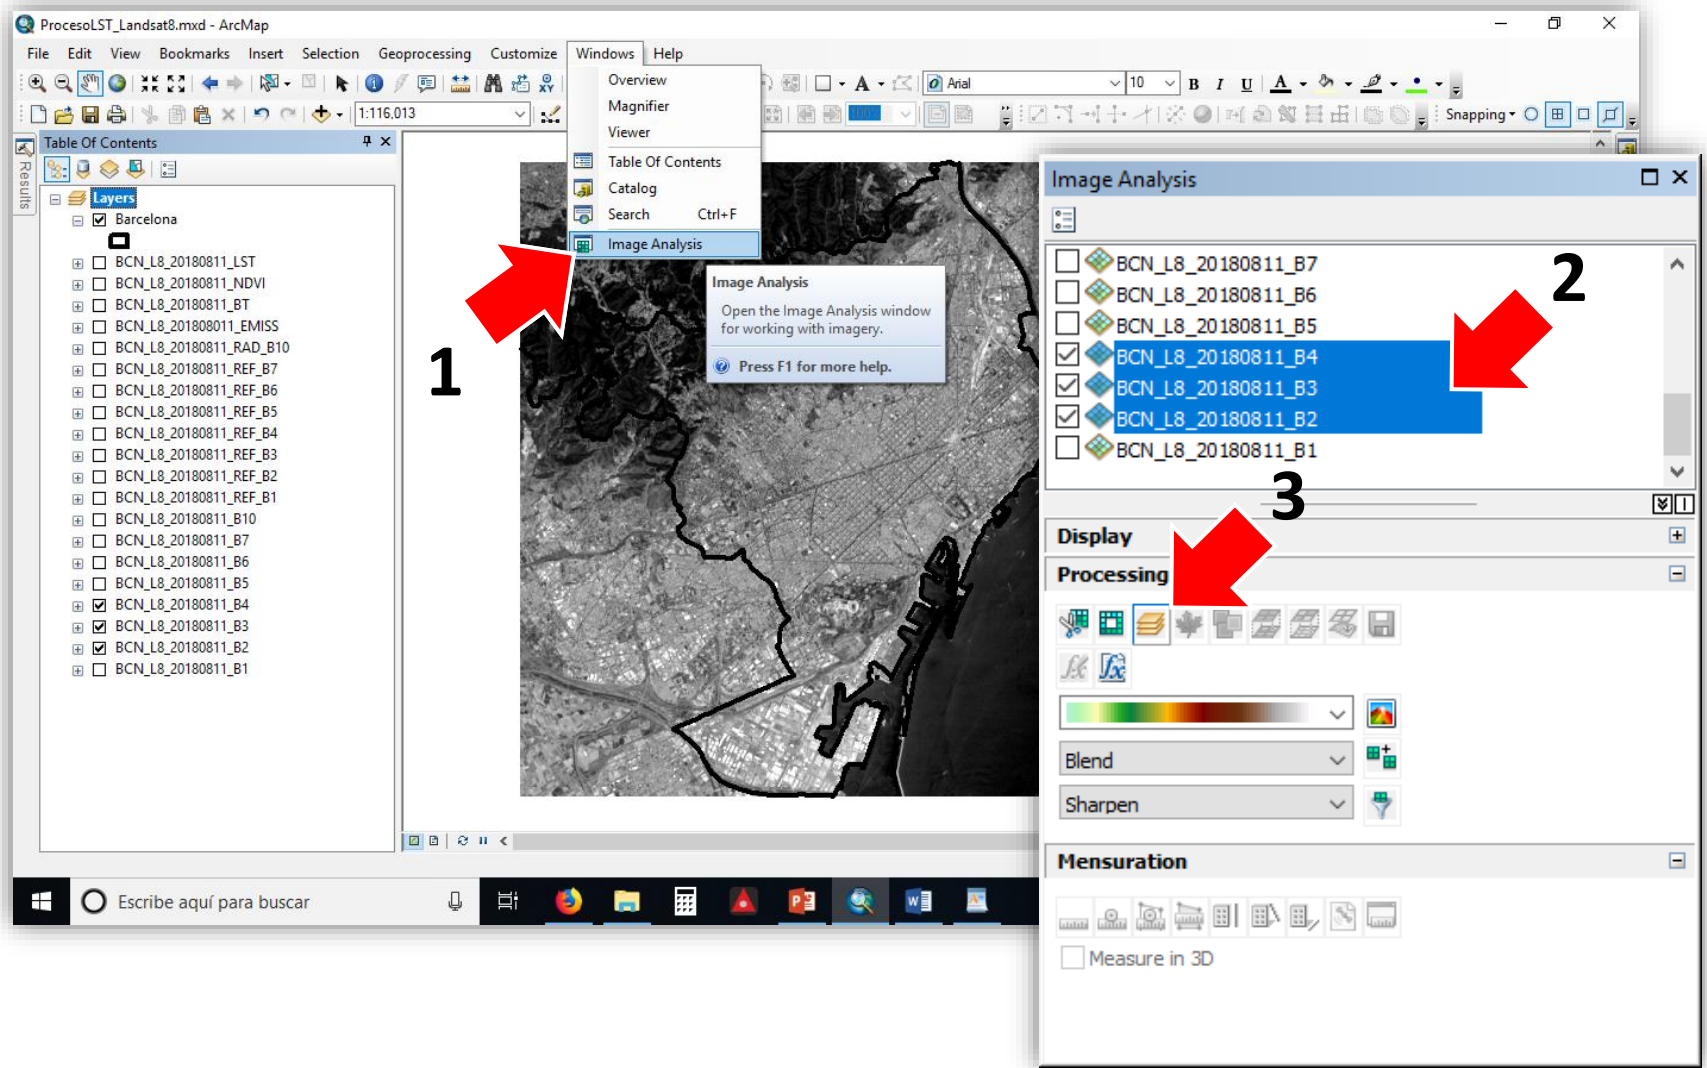 ProcesoLST_Landsat8.mxd - ArcMap
File Edit View Bookmarks Insert Selection Geoprocessing Customize Windows Help
Arial 10 B I U A
1:116,013
100%
Snapping
Table Of Contents
Results
Layers
Barcelona
BCN_L8_20180811_LST
BCN_L8_20180811_NDVI
BCN_L8_20180811_BT
BCN_L8_201808011_EMISS
BCN_L8_20180811_RAD_B10
BCN_L8_20180811_REF_B7
BCN_L8_20180811_REF_B6
BCN_L8_20180811_REF_B5
BCN_L8_20180811_REF_B4
BCN_L8_20180811_REF_B3
BCN_L8_20180811_REF_B2
BCN_L8_20180811_REF_B1
BCN_L8_20180811_B10
BCN_L8_20180811_B7
BCN_L8_20180811_B6
BCN_L8_20180811_B5
BCN_L8_20180811_B4
BCN_L8_20180811_B3
BCN_L8_20180811_B2
BCN_L8_20180811_B1
Overview
Magnifier
Viewer
Table Of Contents
Catalog
Search Ctrl+F
Image Analysis
Image Analysis
Open the Image Analysis window
for working with imagery.
Press F1 for more help.
1
Escribe aquí para buscar
Image Analysis
BCN_L8_20180811_B7
BCN_L8_20180811_B6
BCN_L8_20180811_B5
BCN_L8_20180811_B4
BCN_L8_20180811_B3
BCN_L8_20180811_B2
BCN_L8_20180811_B1
2
3
Display
Processing
fx
Blend
Sharpen
Mensuration
Measure in 3D